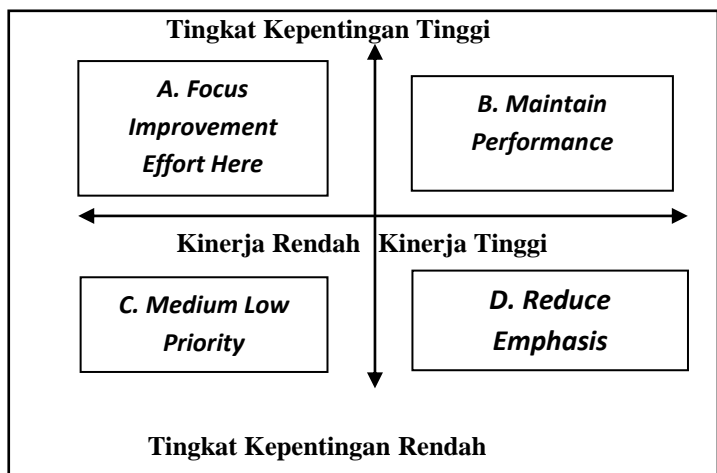 Tingkat Kepentingan Tinggi
A. Focus
Improvement
Effort Here
B. Maintain
Performance
Kinerja Rendah
Kinerja Tinggi
C. Medium Low
Priority
D. Reduce
Emphasis
Tingkat Kepentingan Rendah